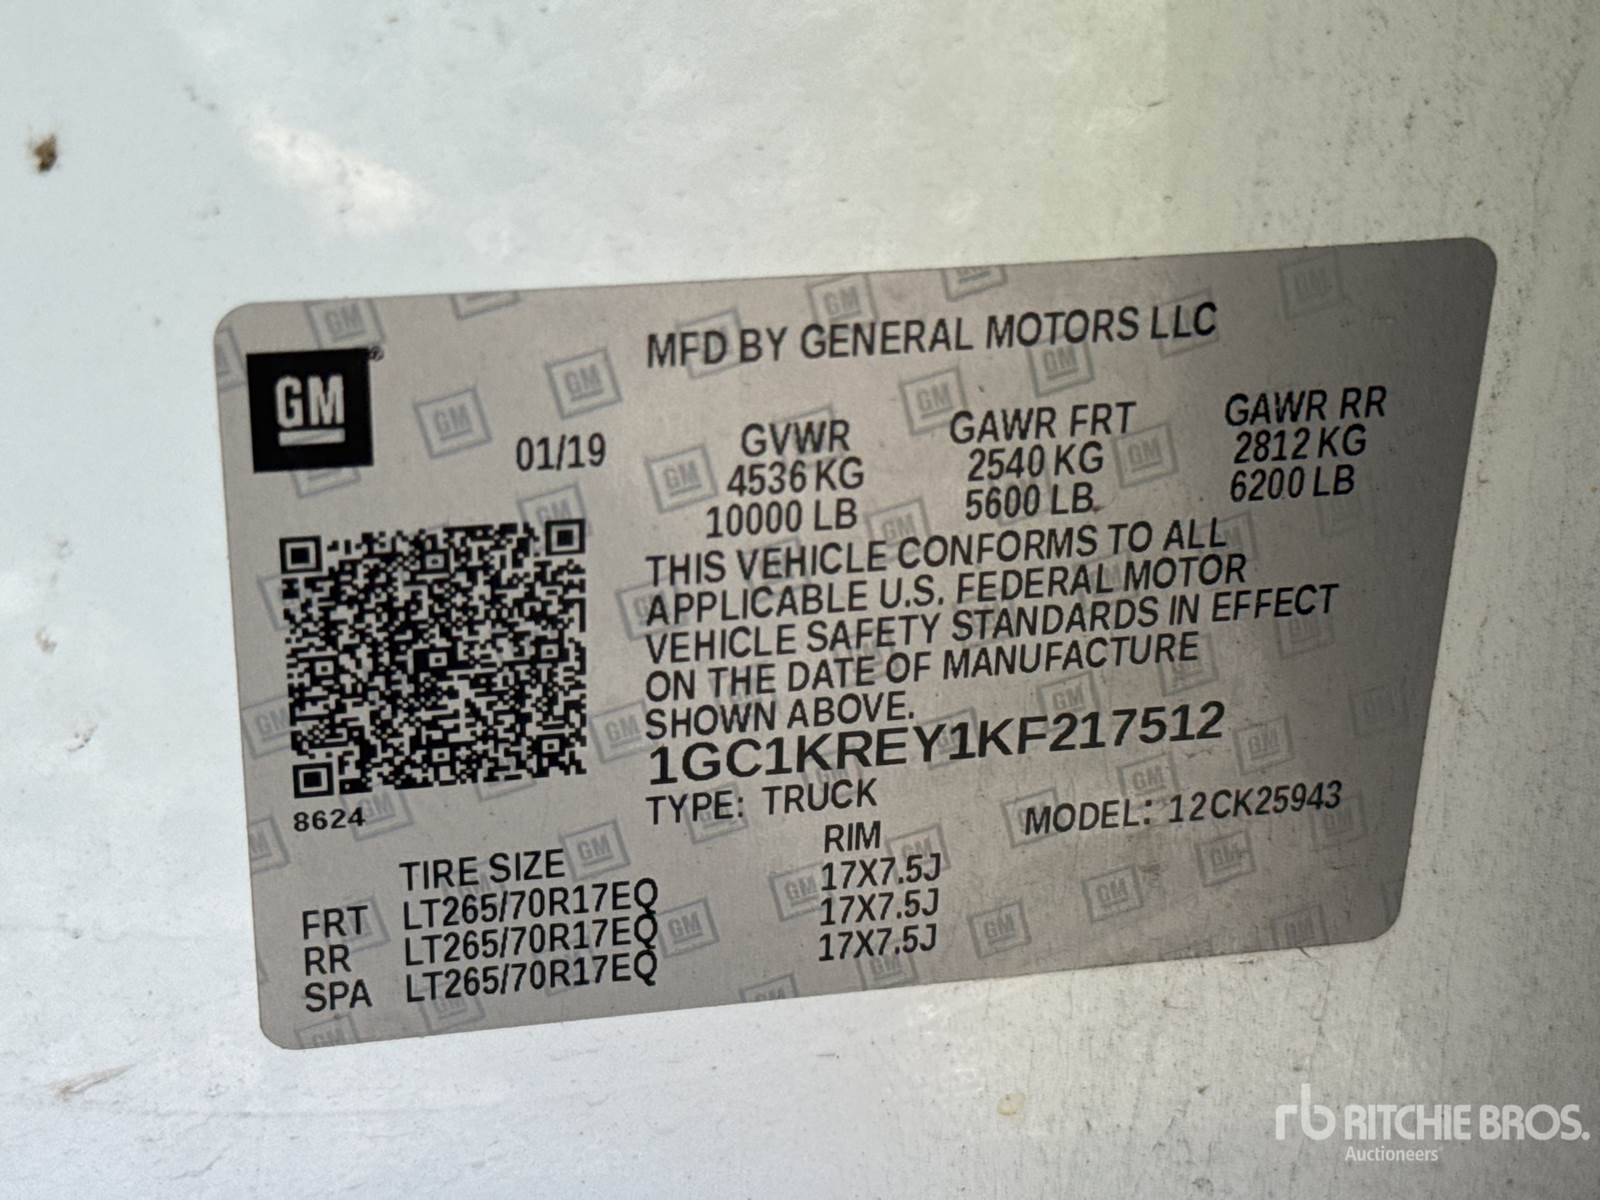 MFD BY GENERAL MOTORS LLC
GM
01/19
GVWR GAWR FRT GAWR RR
4536 KG 2540 KG 2812 KG
10000 LB 5600 LB 6200 LB
THIS VEHICLE CONFORMS TO ALL
APPLICABLE U.S. FEDERAL MOTOR
VEHICLE SAFETY STANDARDS IN EFFECT
ON THE DATE OF MANUFACTURE
SHOWN ABOVE.
1GC1KREY1KF217512
8624
TYPE: TRUCK MODEL: 12CK25943
TIRE SIZE RIM
FRT LT265/70R17EQ 17X7.5J
RR LT265/70R17EQ 17X7.5J
SPA LT265/70R17EQ 17X7.5J
rb RITCHIE BROS.
Auctioneers